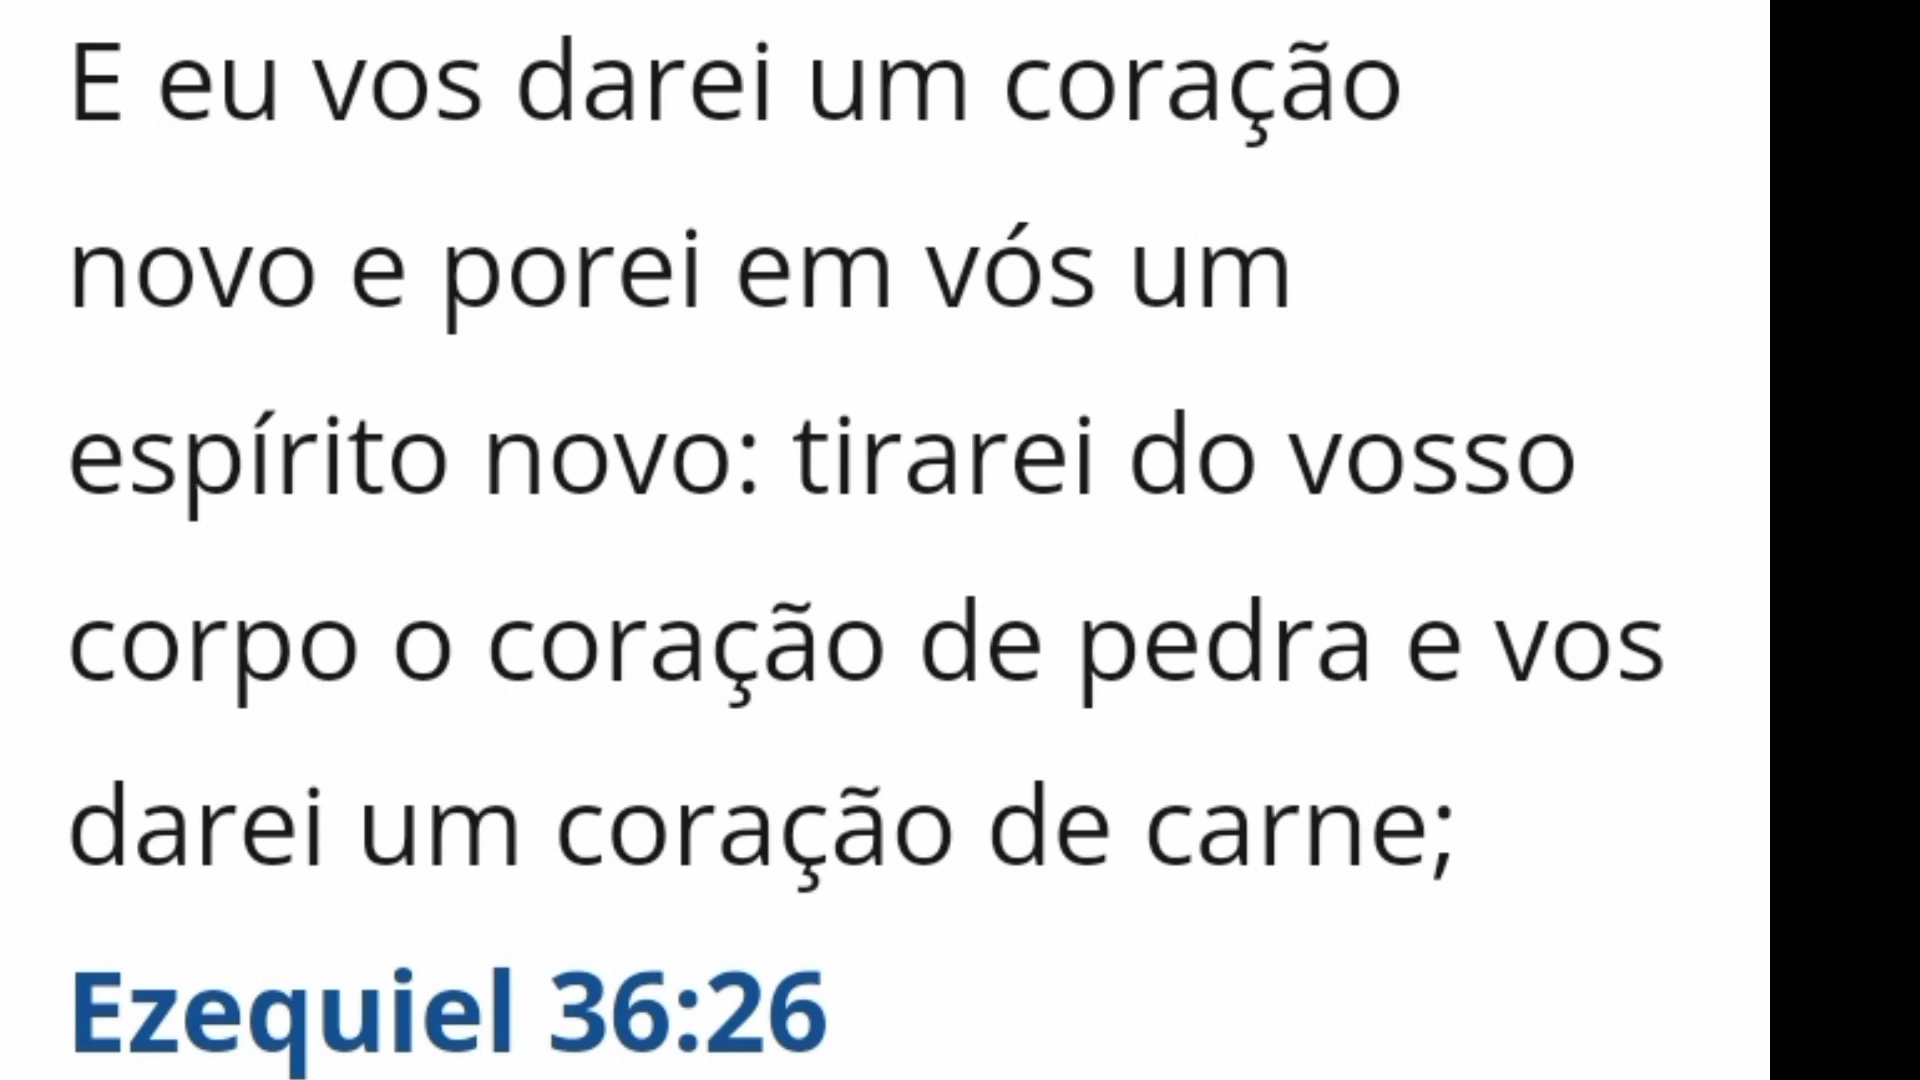 E eu vos darei um coração
novo e porei em vós um
espírito novo: tirarei do vosso
corpo o coração de pedra e vos
darei um coração de carne;
Ezequiel 36:26